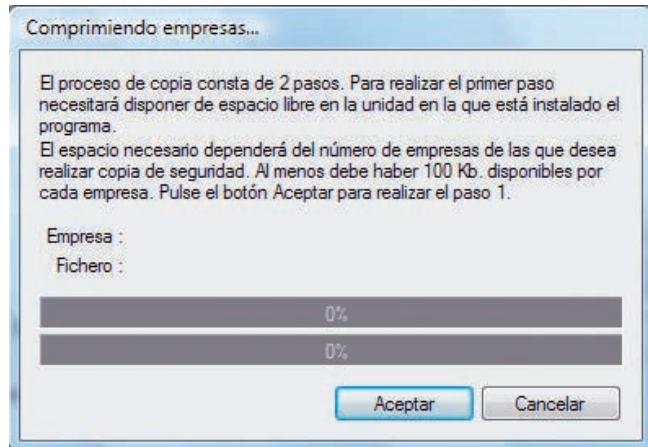 Comprimiendo empresas...
El proceso de copia consta de 2 pasos. Para realizar el primer paso
necesitará disponer de espacio libre en la unidad en la que está instalado el
programa.
El espacio necesario dependerá del número de empresas de las que desea
realizar copia de seguridad. Al menos debe haber 100 Kb. disponibles por
cada empresa. Pulse el botón Aceptar para realizar el paso 1.
Empresa :
Fichero :
0%
0%
Aceptar Cancelar